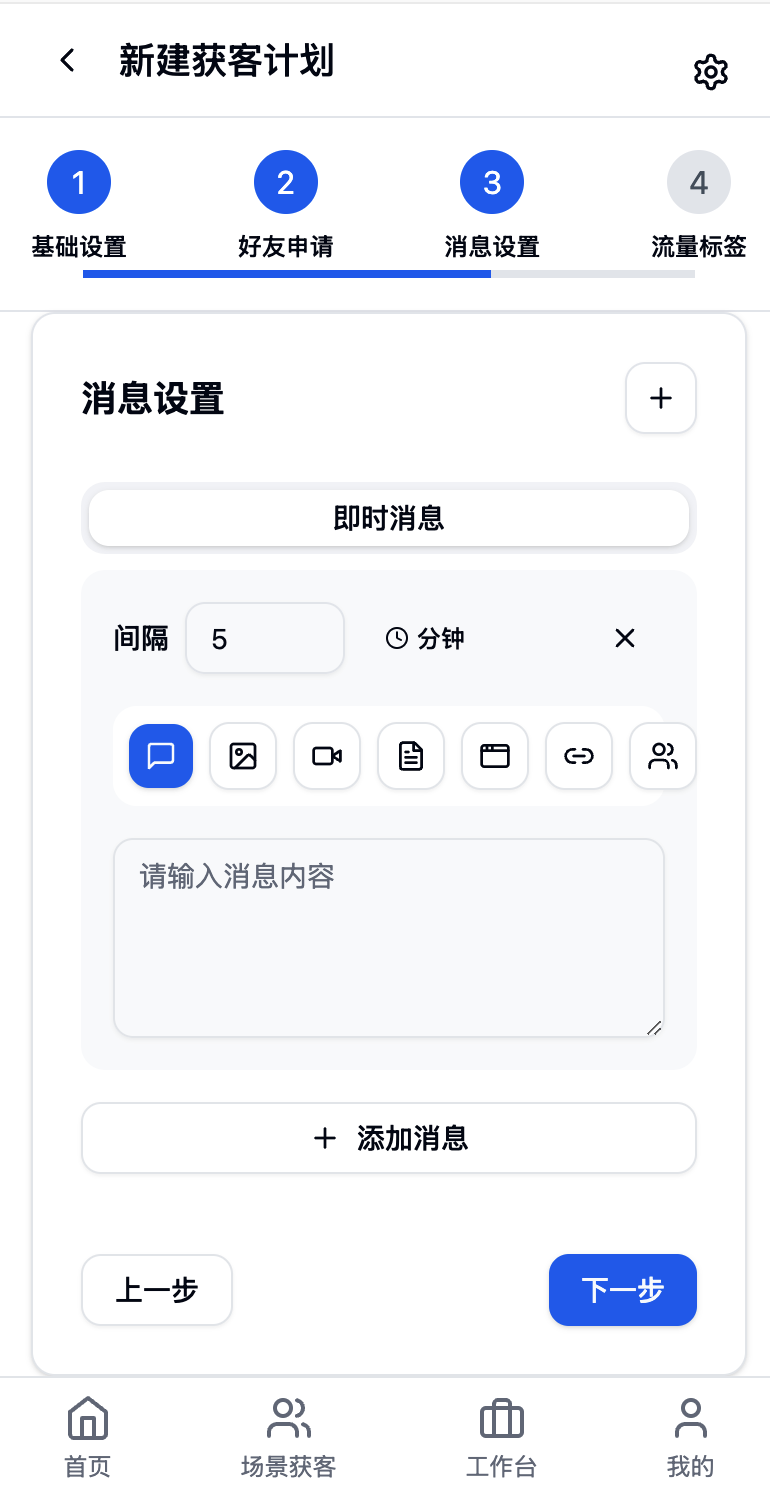 新建获客计划
1 2 3 4
基础设置 好友申请 消息设置 流量标签
消息设置
即时消息
间隔 5 分钟
请输入消息内容
添加消息
上一步 下一步
首页 场景获客 工作台 我的